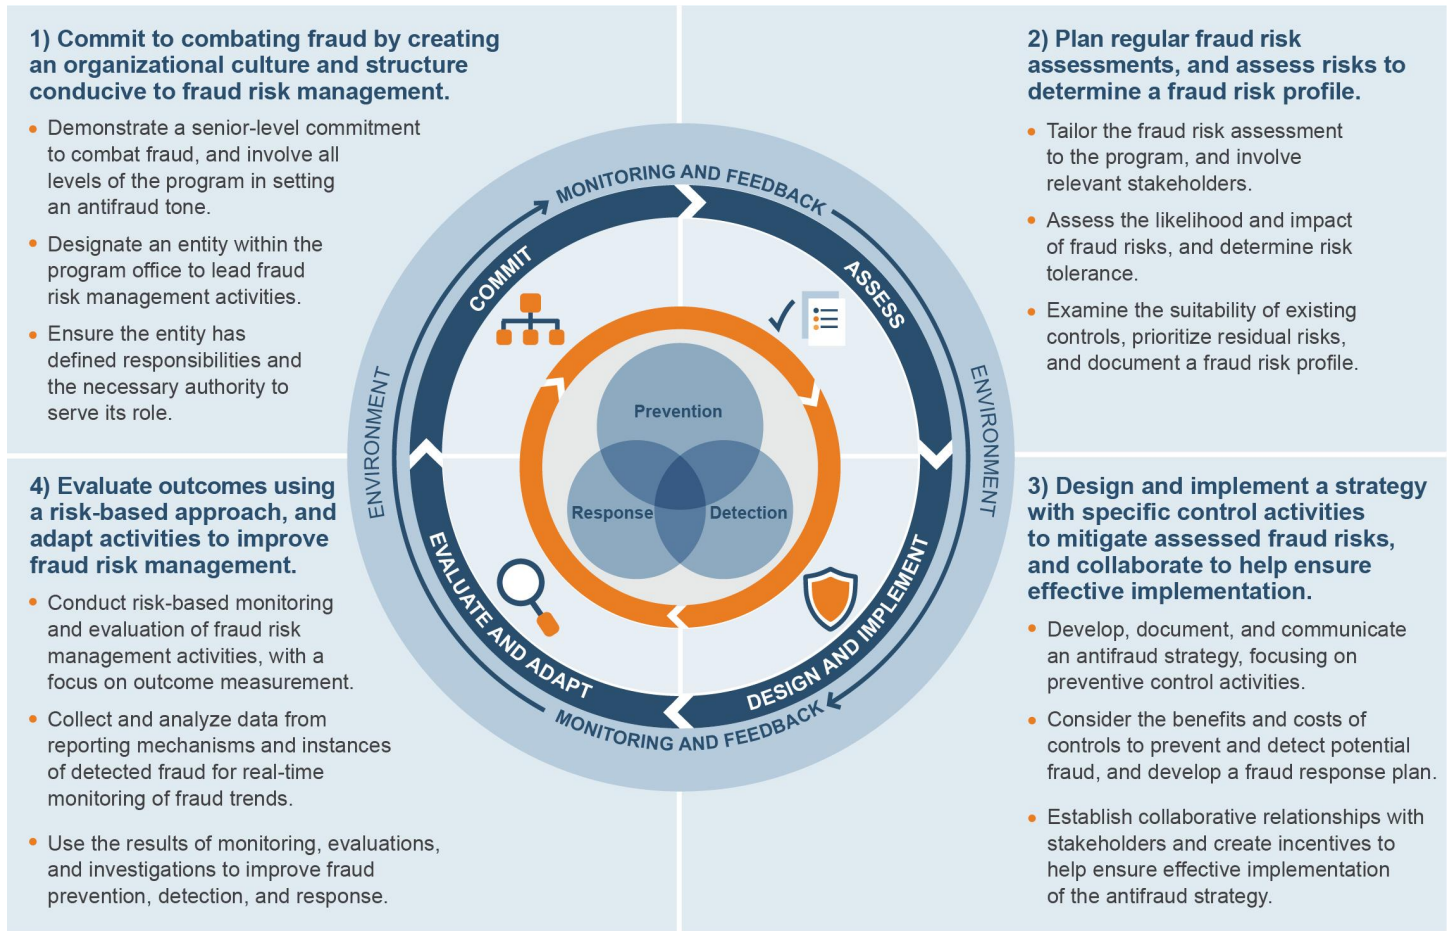 1) Commit to combating fraud by creating
an organizational culture and structure
conducive to fraud risk management.
• Demonstrate a senior-level commitment
to combat fraud, and involve all
levels of the program in setting
an antifraud tone.
• Designate an entity within the
program office to lead fraud
risk management activities.
• Ensure the entity has
defined responsibilities and
the necessary authority to
serve its role.
2) Plan regular fraud risk
assessments, and assess risks to
determine a fraud risk profile.
• Tailor the fraud risk assessment
to the program, and involve
relevant stakeholders.
• Assess the likelihood and impact
of fraud risks, and determine risk
tolerance.
• Examine the suitability of existing
controls, prioritize residual risks,
and document a fraud risk profile.
MONITORING AND FEEDBACK
ENVIRONMENT
ENVIRONMENT
COMMIT
ASSESS
Prevention
Response
Detection
EVALUATE AND ADAPT
DESIGN AND IMPLEMENT
MONITORING AND FEEDBACK
4) Evaluate outcomes using
a risk-based approach, and
adapt activities to improve
fraud risk management.
• Conduct risk-based monitoring
and evaluation of fraud risk
management activities, with a
focus on outcome measurement.
• Collect and analyze data from
reporting mechanisms and instances
of detected fraud for real-time
monitoring of fraud trends.
• Use the results of monitoring, evaluations,
and investigations to improve fraud
prevention, detection, and response.
3) Design and implement a strategy
with specific control activities
to mitigate assessed fraud risks,
and collaborate to help ensure
effective implementation.
• Develop, document, and communicate
an antifraud strategy, focusing on
preventive control activities.
• Consider the benefits and costs of
controls to prevent and detect potential
fraud, and develop a fraud response plan.
• Establish collaborative relationships with
stakeholders and create incentives to
help ensure effective implementation
of the antifraud strategy.